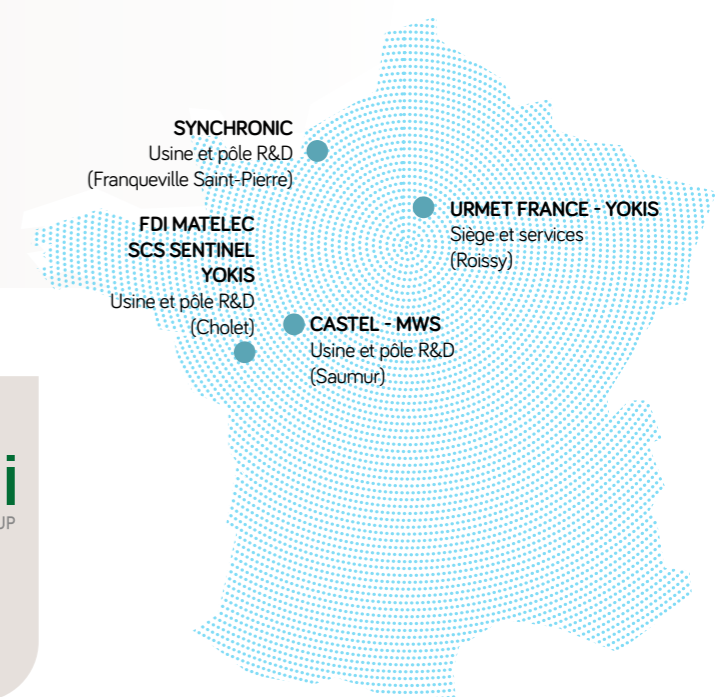 SYNCHRONIC
Usine et pôle R&D
(Franqueville Saint-Pierre)
URMET FRANCE - YOKIS
Siège et services
(Roissy)
FDI MATELEC
SCS SENTINEL
YOKIS
Usine et pôle R&D
(Cholet)
CASTEL - MWS
Usine et pôle R&D
(Saumur)
i
UP